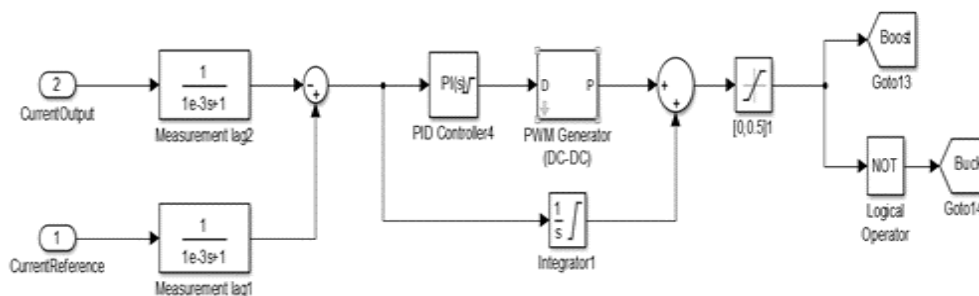 2
CurrentOutput
1
1e-3s+1
Measurement lag2
-
+
PI(s)
PID Controller4
D
P
PWM Generator
(DC-DC)
+
+
[0,0.5]1
Boost
Goto13
NOT
Logical
Operator
Buck
Goto14
1
s
Integrator1
1
CurrentReference
1
1e-3s+1
Measurement lag1